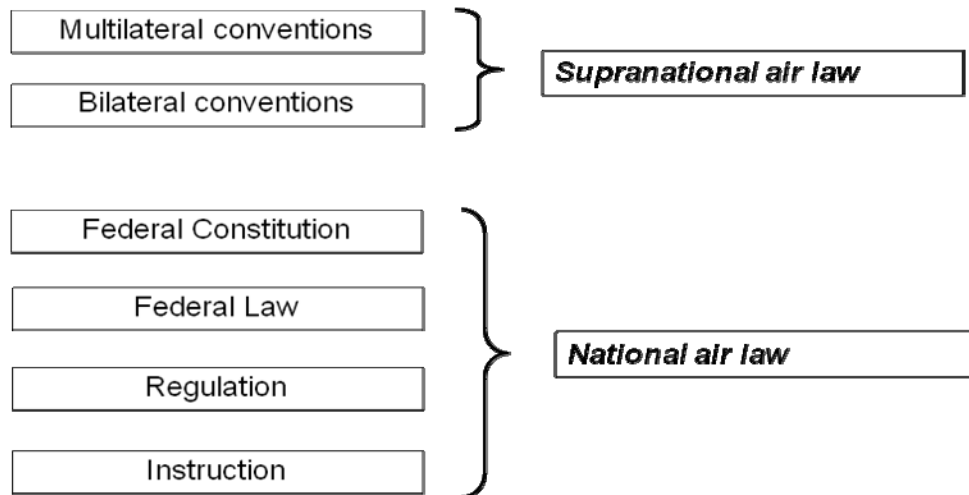 Multilateral conventions
Supranational air law
Bilateral conventions
Federal Constitution
Federal Law
National air law
Regulation
Instruction